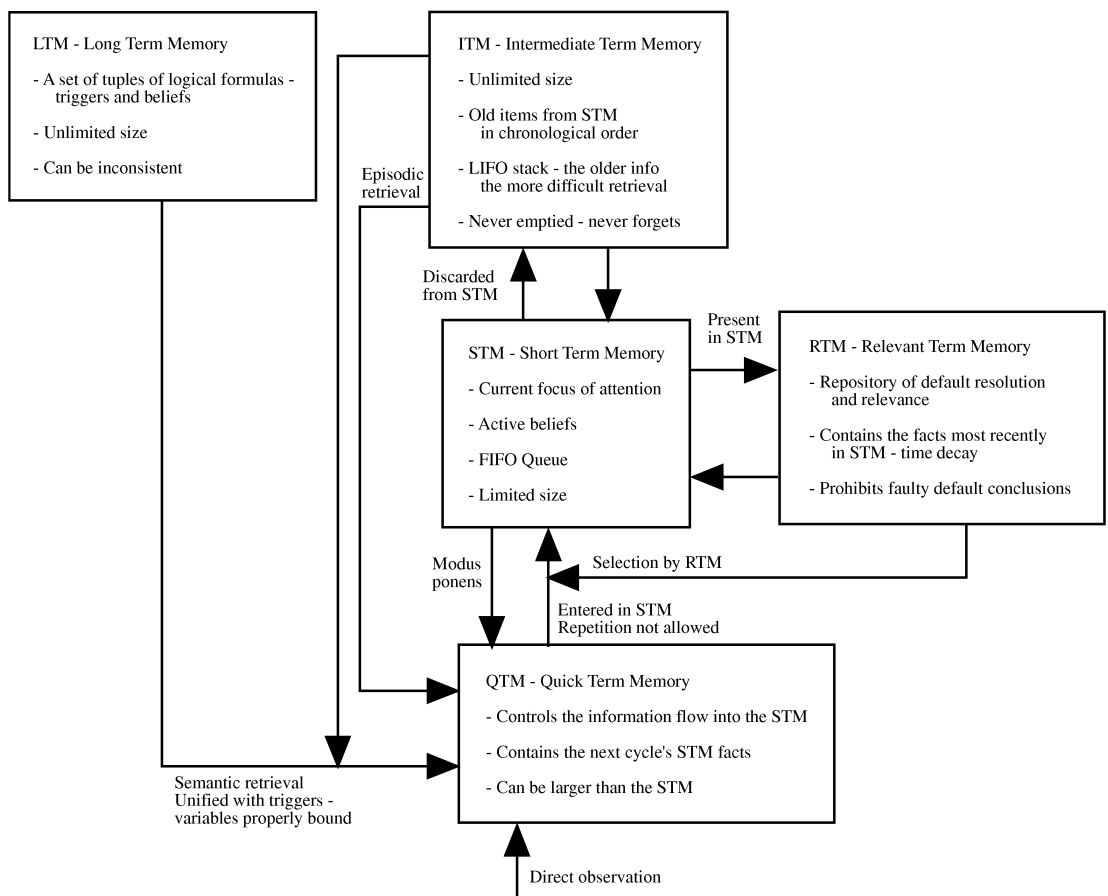 LTM - Long Term Memory
- A set of tuples of logical formulas -
triggers and beliefs
- Unlimited size
- Can be inconsistent
ITM - Intermediate Term Memory
- Unlimited size
- Old items from STM
in chronological order
- LIFO stack - the older info
the more difficult retrieval
- Never emptied - never forgets
Episodic
retrieval
Discarded
from STM
STM - Short Term Memory
- Current focus of attention
- Active beliefs
- FIFO Queue
- Limited size
Present
in STM
RTM - Relevant Term Memory
- Repository of default resolution
and relevance
- Contains the facts most recently
in STM - time decay
- Prohibits faulty default conclusions
Modus
ponens
Selection by RTM
Entered in STM
Repetition not allowed
QTM - Quick Term Memory
- Controls the information flow into the STM
- Contains the next cycle's STM facts
- Can be larger than the STM
Semantic retrieval
Unified with triggers -
variables properly bound
Direct observation